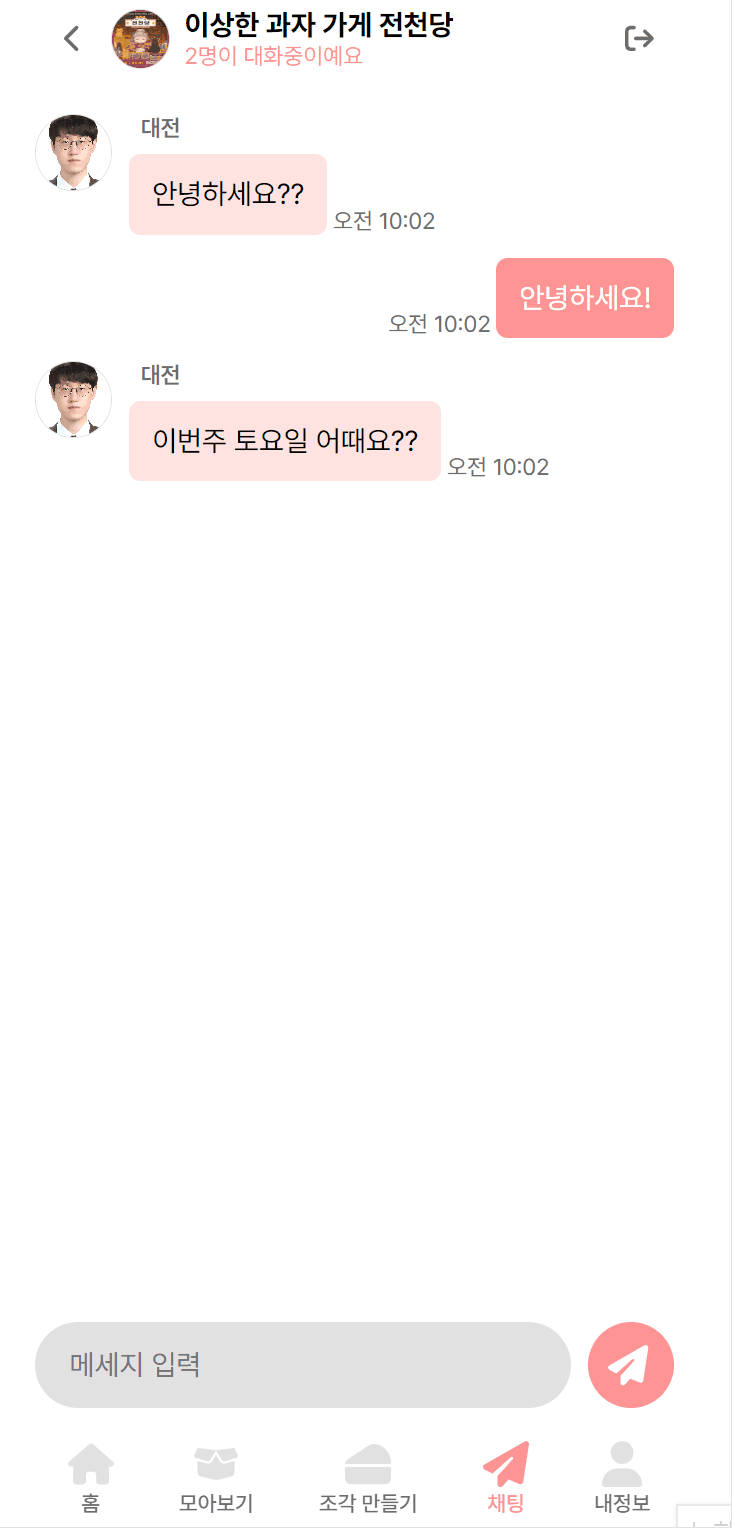 이상한 과자 가게 전천당
2명이 대화중이예요
대전
안녕하세요??
오전 10:02
안녕하세요!
오전 10:02
대전
이번주 토요일 어때요??
오전 10:02
메세지 입력
홈
모아보기
조각 만들기
채팅
내정보